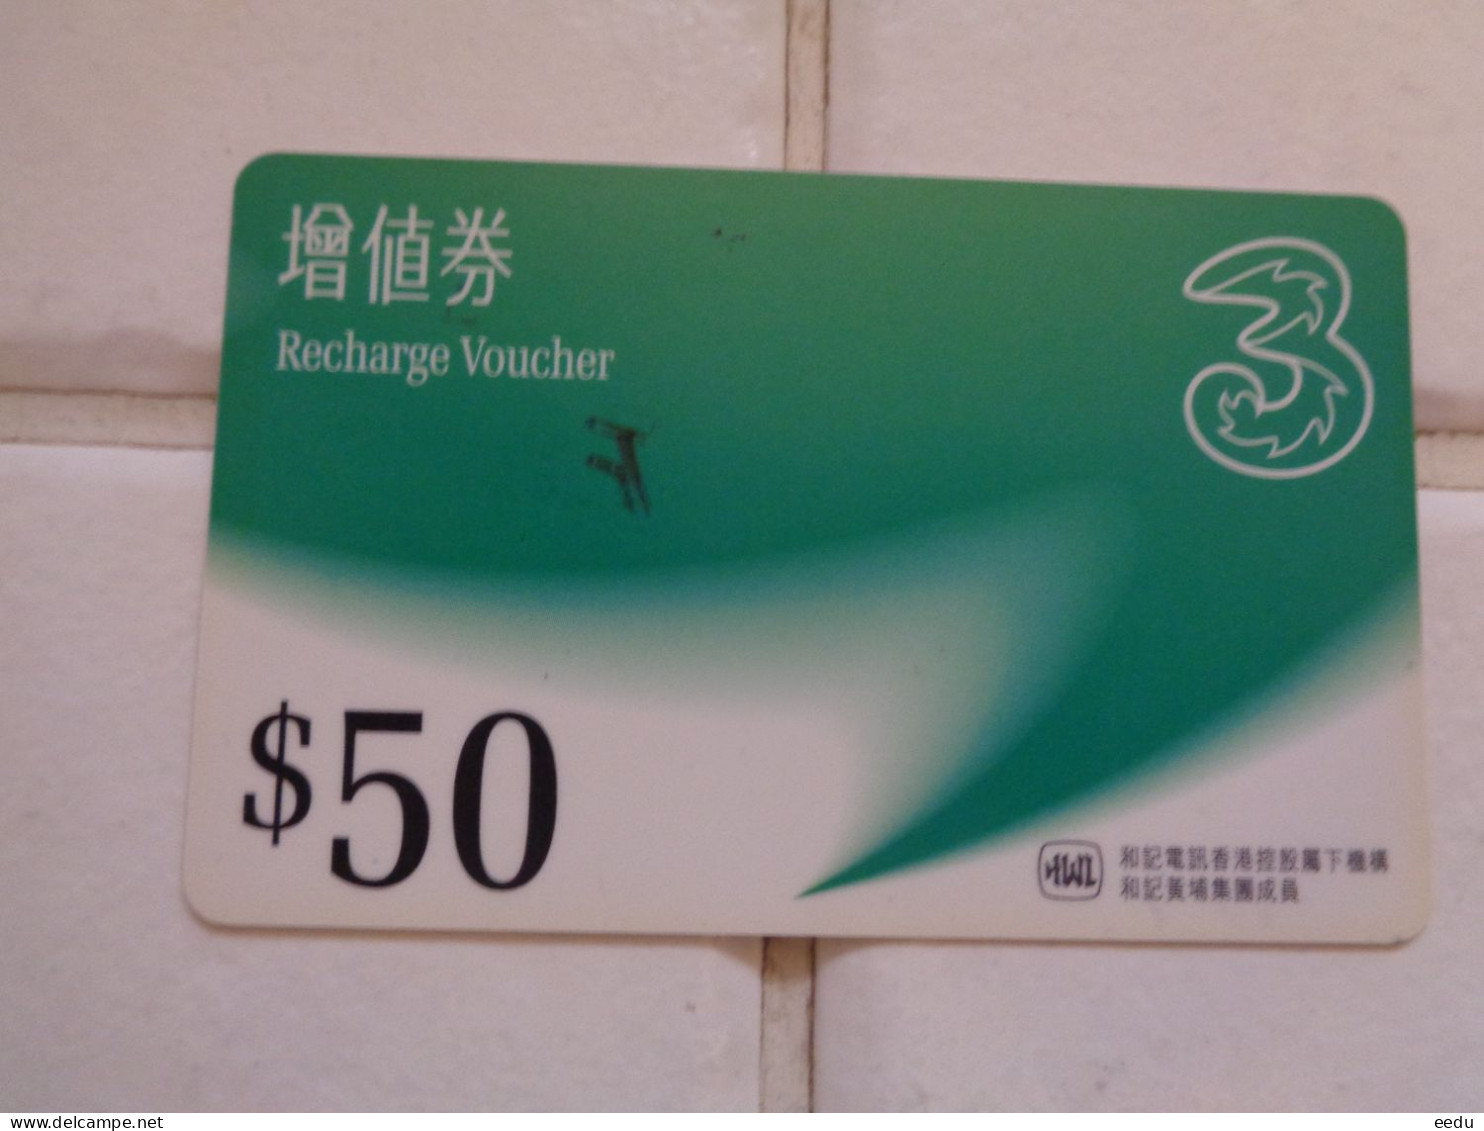 增值券
Recharge Voucher
3
$50
HWL
和記電訊香港控股屬下機構
和記黃埔集團成員
delcampe.net
eedu